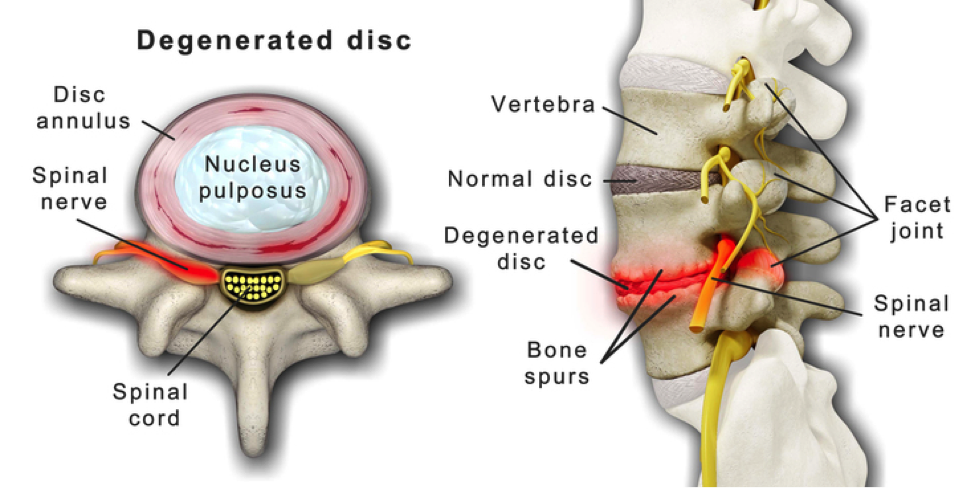 Degenerated disc
Disc
annulus
Spinal
nerve
Nucleus
pulposus
Spinal
cord
Vertebra
Normal disc
Degenerated
disc
Bone
spurs
Facet
joint
Spinal
nerve